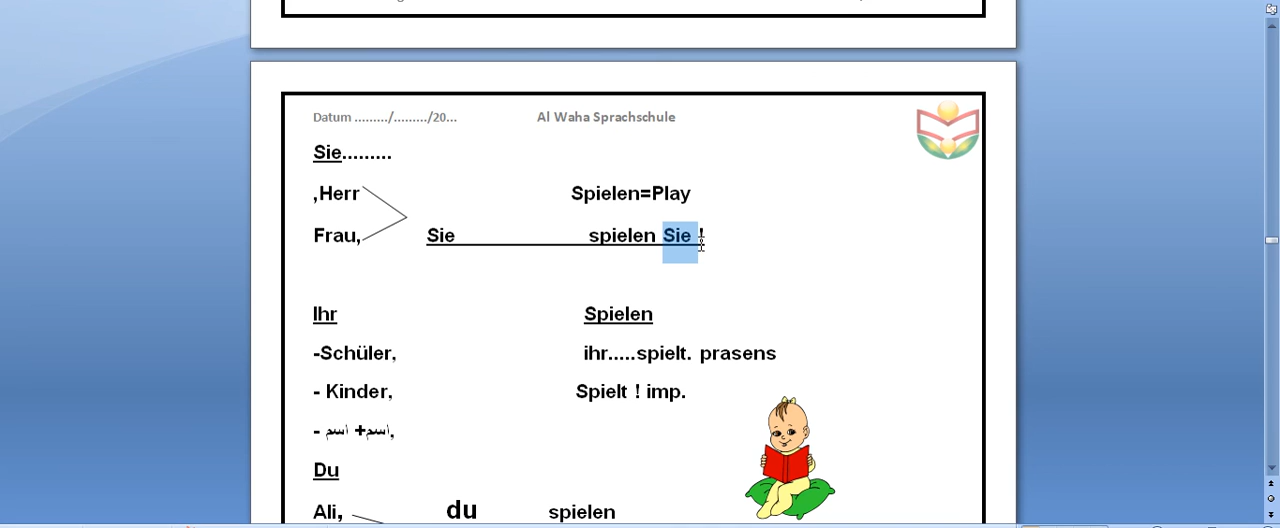 Datum ........./........./20... Al Waha Sprachschule
Sie.........
,Herr Spielen=Play
Frau, Sie spielen Sie !
Ihr Spielen
-Schüler, ihr.....spielt. prasens
- Kinder, Spielt ! imp.
- اسم+ اسم,
Du
Ali, du spielen